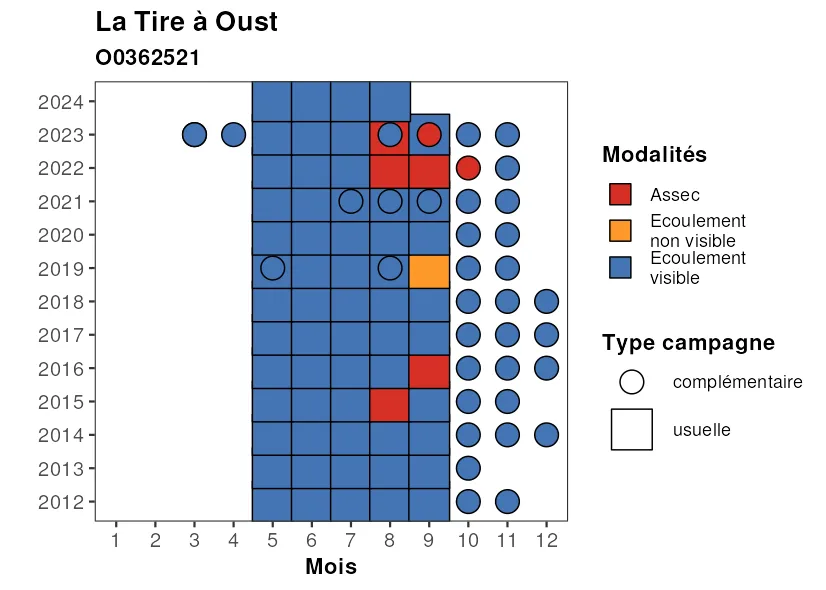 La Tire à Oust
O0362521
2024
2023
2022
2021
2020
2019
2018
2017
2016
2015
2014
2013
2012
1 2 3 4 5 6 7 8 9 10 11 12
Mois
Modalités
Assec
Ecoulement
non visible
Ecoulement
visible
Type campagne
complémentaire
usuelle